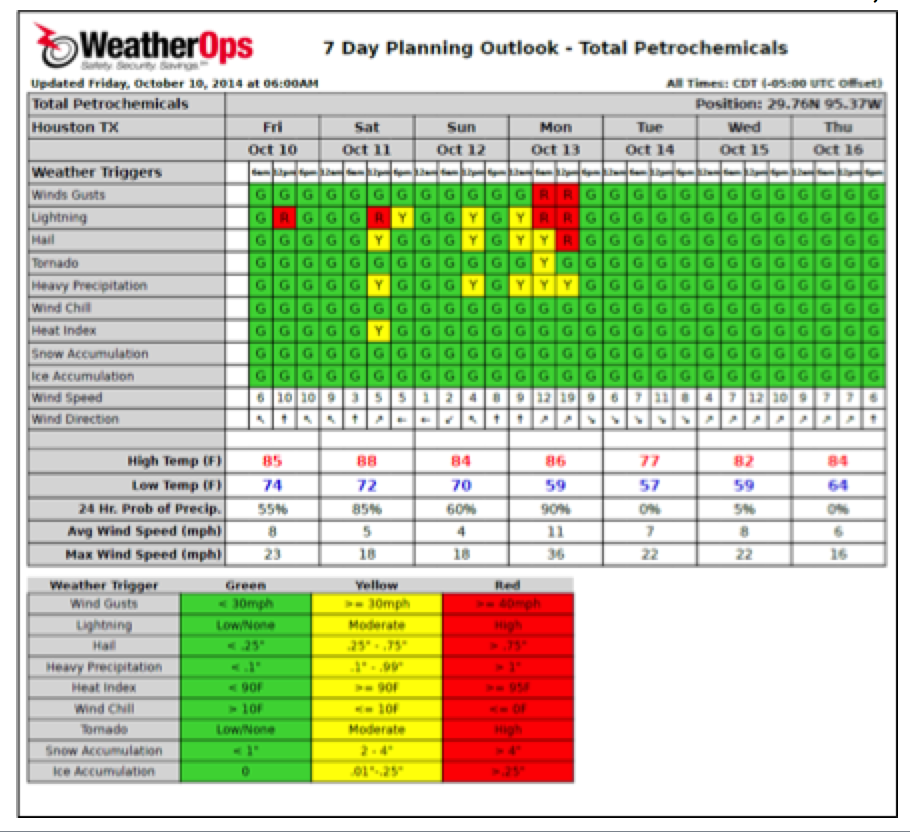 WeatherOps
Safety. Security. Savings.™
7 Day Planning Outlook - Total Petrochemicals
Updated Friday, October 10, 2014 at 06:00AM All Times: CDT (-05:00 UTC Offset)
Total Petrochemicals Position: 29.76N 95.37W
Houston TX Fri Sat Sun Mon Tue Wed Thu
Oct 10 Oct 11 Oct 12 Oct 13 Oct 14 Oct 15 Oct 16
Weather Triggers 6am 12pm 6pm 12am 6am 12pm 6pm 12am 6am 12pm 6pm 12am 6am 12pm 6pm 12am 6am 12pm 6pm 12am 6am 12pm 6pm 12am 6am 12pm 6pm
Winds Gusts G G G G G G G G G G G G R R G G G G G G G G G G G G G
Lightning G R G G G R Y G G Y G Y R R G G G G G G G G G G G G G
Hail G G G G G Y G G G Y G Y Y R G G G G G G G G G G G G G
Tornado G G G G G G G G G G G G Y G G G G G G G G G G G G G G
Heavy Precipitation G G G G G Y G G G Y G Y Y Y G G G G G G G G G G G G G
Wind Chill G G G G G G G G G G G G G G G G G G G G G G G G G G G
Heat Index G G G G G Y G G G G G G G G G G G G G G G G G G G G G
Snow Accumulation G G G G G G G G G G G G G G G G G G G G G G G G G G G
Ice Accumulation G G G G G G G G G G G G G G G G G G G G G G G G G G G
Wind Speed 6 10 10 9 3 5 5 1 2 4 8 9 12 19 9 6 7 11 8 4 7 12 10 9 7 7 6
Wind Direction ↖ ↑ ↖ ↖ ↑ ↗ ← ← ↙ ↖ ↑ ↑ ↗ ↗ ↘ ↘ ↘ ↘ ↘ ↗ ↗ ↗ ↗ ↗ ↗ ↗ ↑
High Temp (F) 85 88 84 86 77 82 84
Low Temp (F) 74 72 70 59 57 59 64
24 Hr. Prob of Precip. 55% 85% 60% 90% 0% 5% 0%
Avg Wind Speed (mph) 8 5 4 11 7 8 6
Max Wind Speed (mph) 23 18 18 36 22 22 16
Weather Trigger Green Yellow Red
Wind Gusts < 30mph >= 30mph >= 40mph
Lightning Low/None Moderate High
Hail < .25" .25" - .75" > .75"
Heavy Precipitation < .1" .1" - .99" > 1"
Heat Index < 90F >= 90F >= 95F
Wind Chill > 10F <= 10F <= 0F
Tornado Low/None Moderate High
Snow Accumulation < 1" 2 - 4" > 4"
Ice Accumulation 0 .01"-.25" >.25"